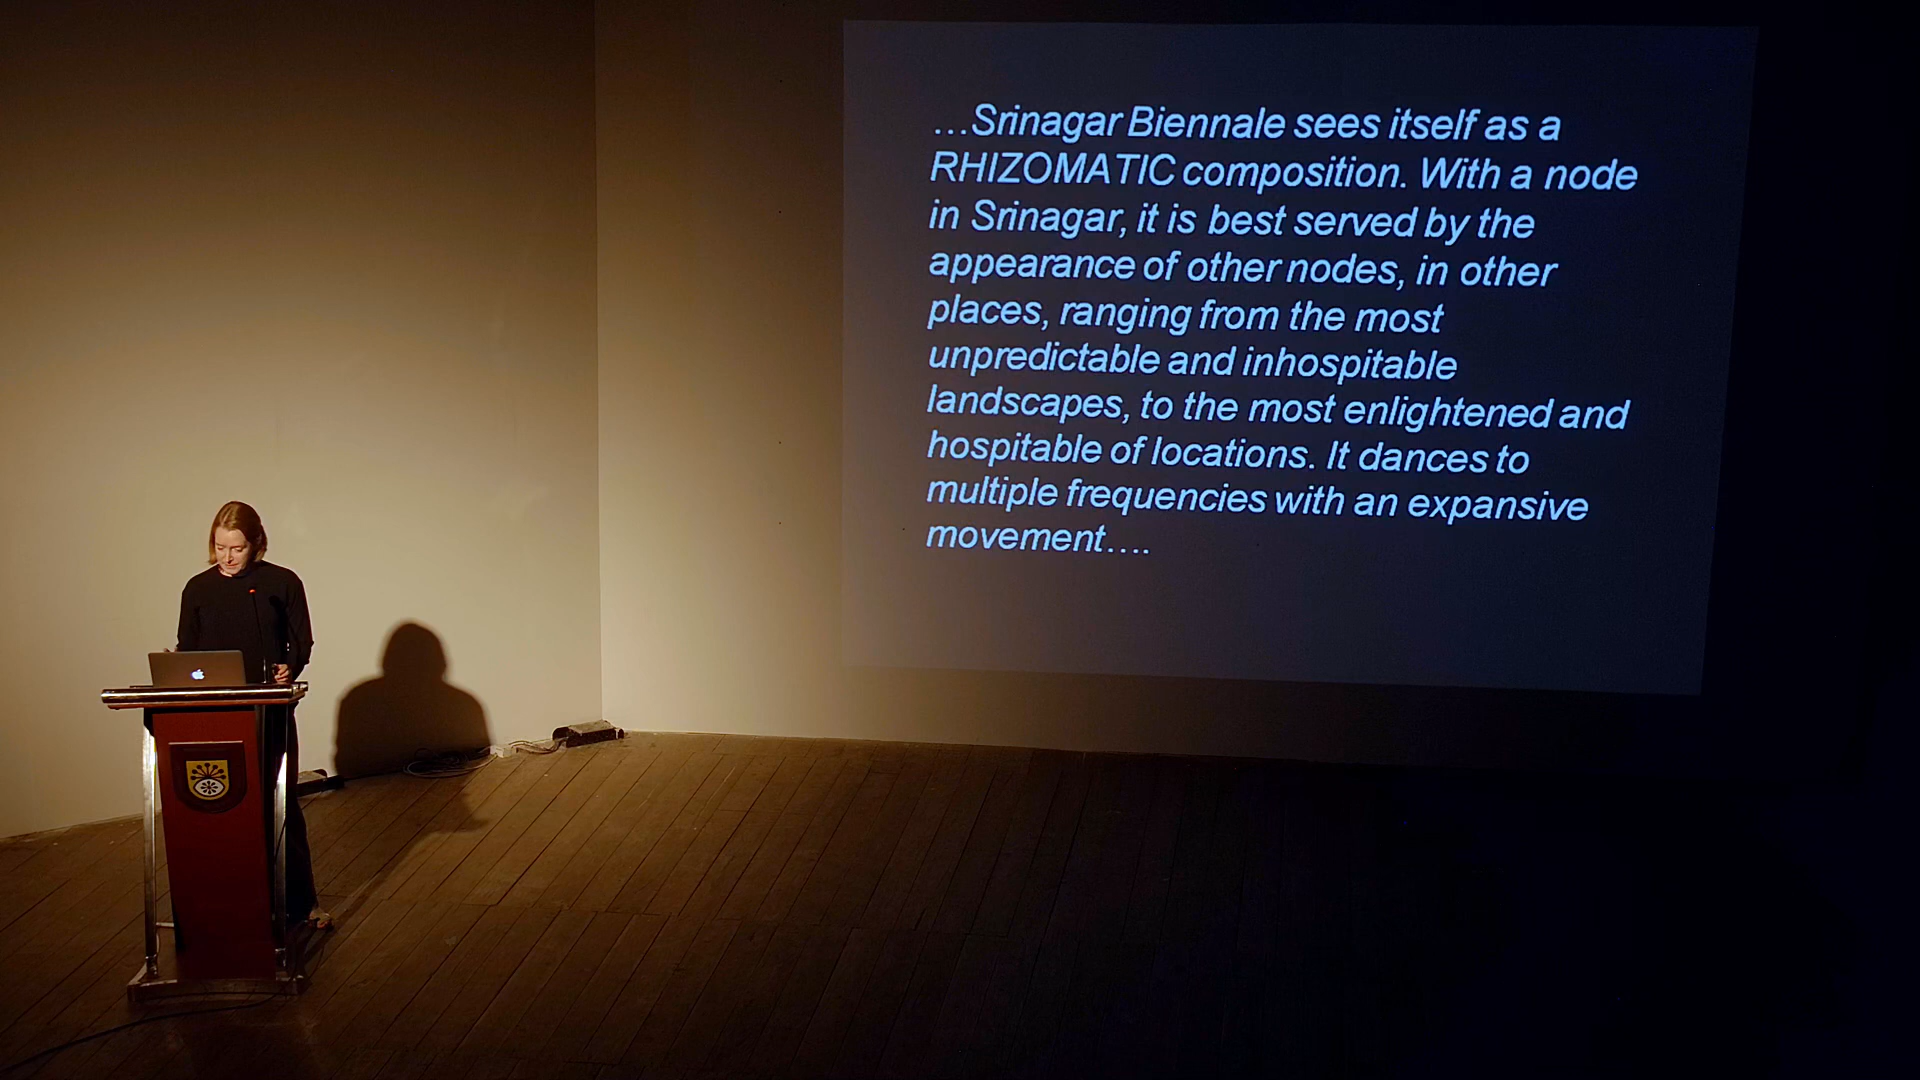 ...Srinagar Biennale sees itself as a
RHIZOMATIC composition. With a node
in Srinagar, it is best served by the
appearance of other nodes, in other
places, ranging from the most
unpredictable and inhospitable
landscapes, to the most enlightened and
hospitable of locations. It dances to
multiple frequencies with an expansive
movement....